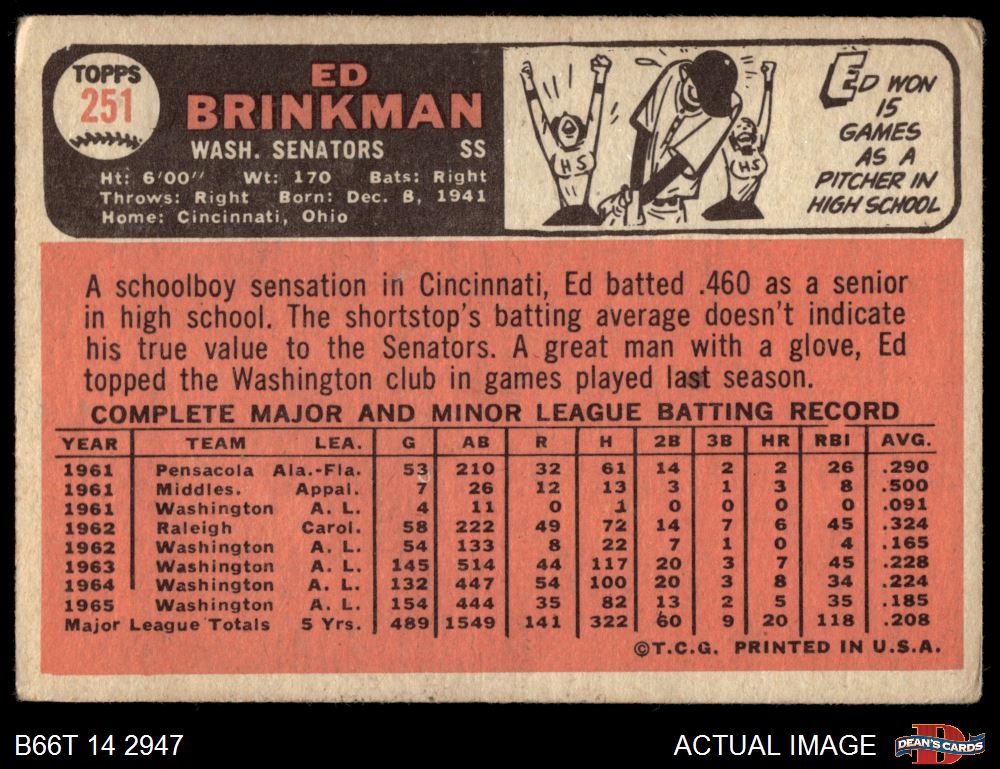 TOPPS
251
ED
BRINKMAN
WASH. SENATORS SS
Ht: 6'00" Wt: 170 Bats: Right
Throws: Right Born: Dec. 8, 1941
Home: Cincinnati, Ohio
HS
HS
ED WON
15
GAMES
AS A
PITCHER IN
HIGH SCHOOL
A schoolboy sensation in Cincinnati, Ed batted .460 as a senior
in high school. The shortstop's batting average doesn't indicate
his true value to the Senators. A great man with a glove, Ed
topped the Washington club in games played last season.
COMPLETE MAJOR AND MINOR LEAGUE BATTING RECORD
YEAR TEAM LEA. G AB R H 2B 3B HR RBI AVG.
1961 Pensacola Ala.-Fla. 53 210 32 61 14 2 2 26 .290
1961 Middles. Appal. 7 26 12 13 3 1 3 8 .500
1961 Washington A. L. 4 11 0 1 0 0 0 0 .091
1962 Raleigh Carol. 58 222 49 72 14 7 6 45 .324
1962 Washington A. L. 54 133 8 22 7 1 0 4 .165
1963 Washington A. L. 145 514 44 117 20 3 7 45 .228
1964 Washington A. L. 132 447 54 100 20 3 8 34 .224
1965 Washington A. L. 154 444 35 82 13 2 5 35 .185
Major League Totals 5 Yrs. 489 1549 141 322 60 9 20 118 .208
©T.C.G. PRINTED IN U.S.A.
B66T 14 2947
ACTUAL IMAGE
D
DEAN'S CARDS